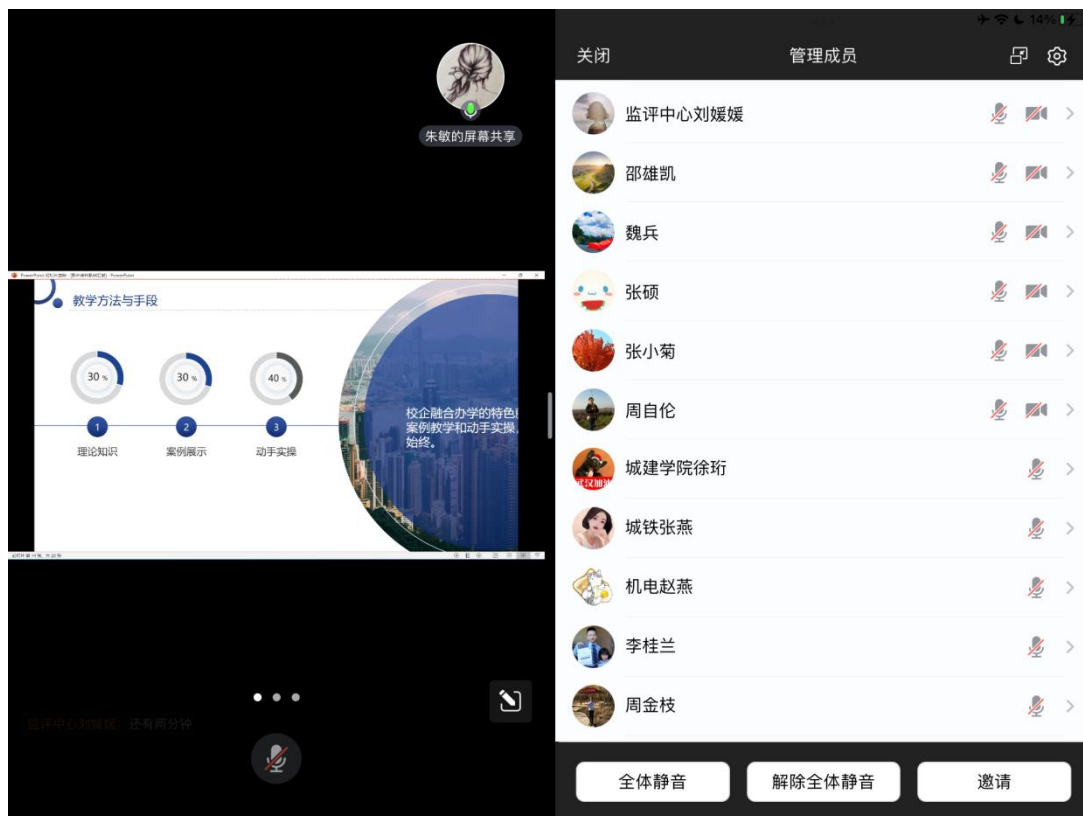 朱敏的屏幕共享
教学方法与手段
30 %
30 %
40 %
1
2
3
理论知识
案例展示
动手实操
校企融合办学的特色
案例教学和动手实操，
始终。
监评中心刘媛媛：还有两分钟
14%
关闭
管理成员
监评中心刘媛媛
邵雄凯
魏兵
张硕
张小菊
周自伦
城建学院徐珩
城铁张燕
机电赵燕
李桂兰
周金枝
全体静音
解除全体静音
邀请